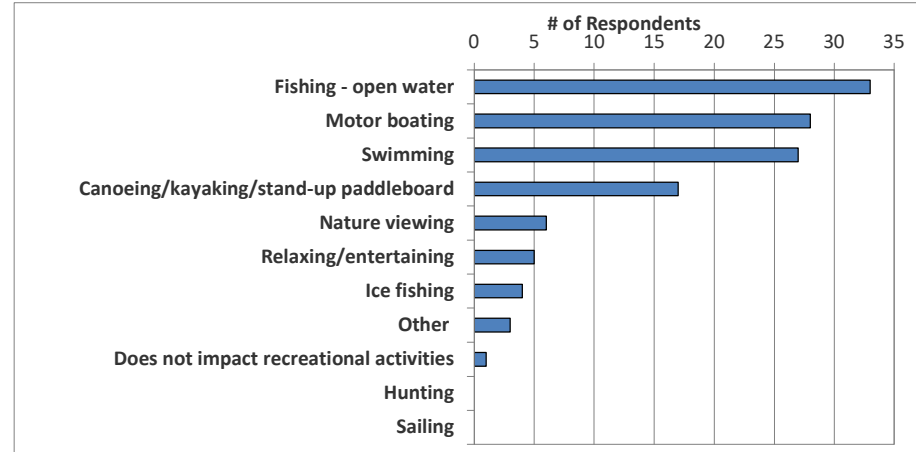 # of Respondents
0 5 10 15 20 25 30 35
Fishing - open water
Motor boating
Swimming
Canoeing/kayaking/stand-up paddleboard
Nature viewing
Relaxing/entertaining
Ice fishing
Other
Does not impact recreational activities
Hunting
Sailing